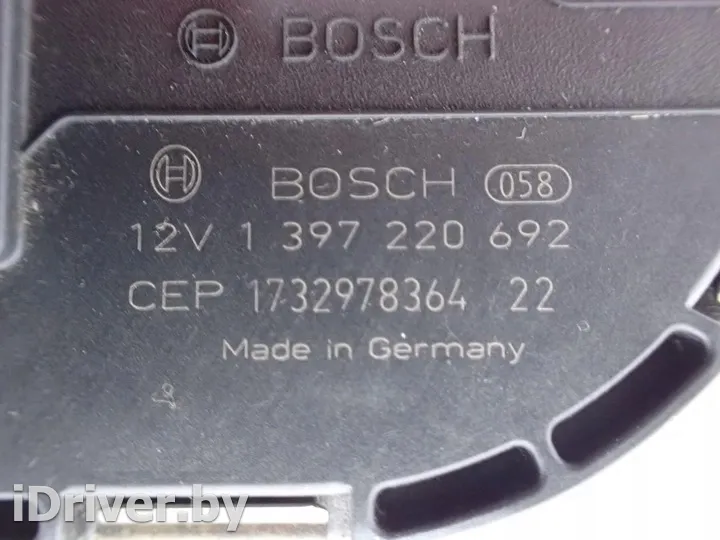 BOSCH
BOSCH 058
12V 1 397 220 692
CEP 1732978364 22
Made in Germany
iDriver.by